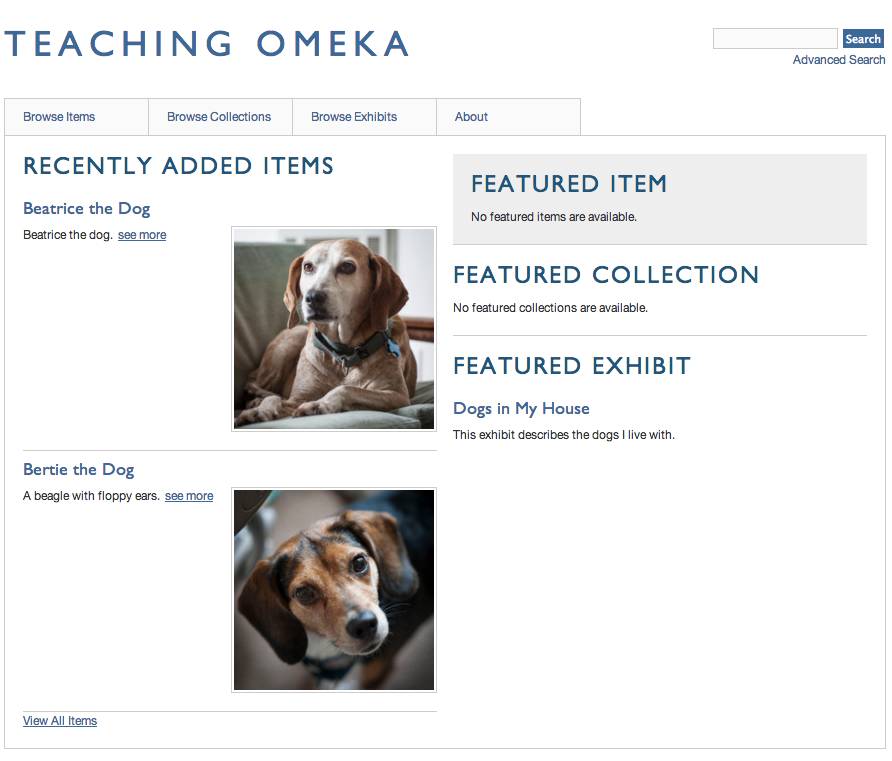 TEACHING OMEKA
Search
Advanced Search
Browse Items
Browse Collections
Browse Exhibits
About
RECENTLY ADDED ITEMS
Beatrice the Dog
Beatrice the dog. see more
Bertie the Dog
A beagle with floppy ears. see more
View All Items
FEATURED ITEM
No featured items are available.
FEATURED COLLECTION
No featured collections are available.
FEATURED EXHIBIT
Dogs in My House
This exhibit describes the dogs I live with.